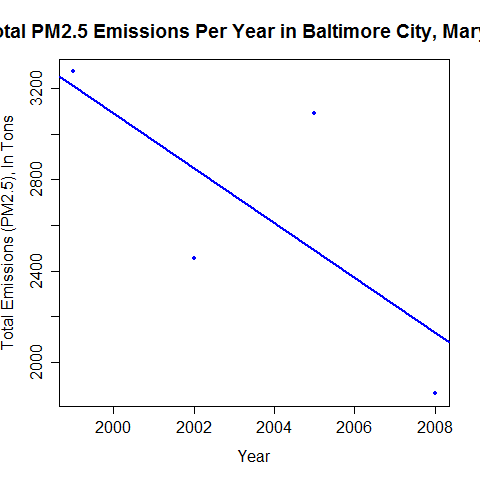 otal PM2.5 Emissions Per Year in Baltimore City, Mary
Total Emissions (PM2.5), In Tons
3200
2800
2400
2000
2000 2002 2004 2006 2008
Year